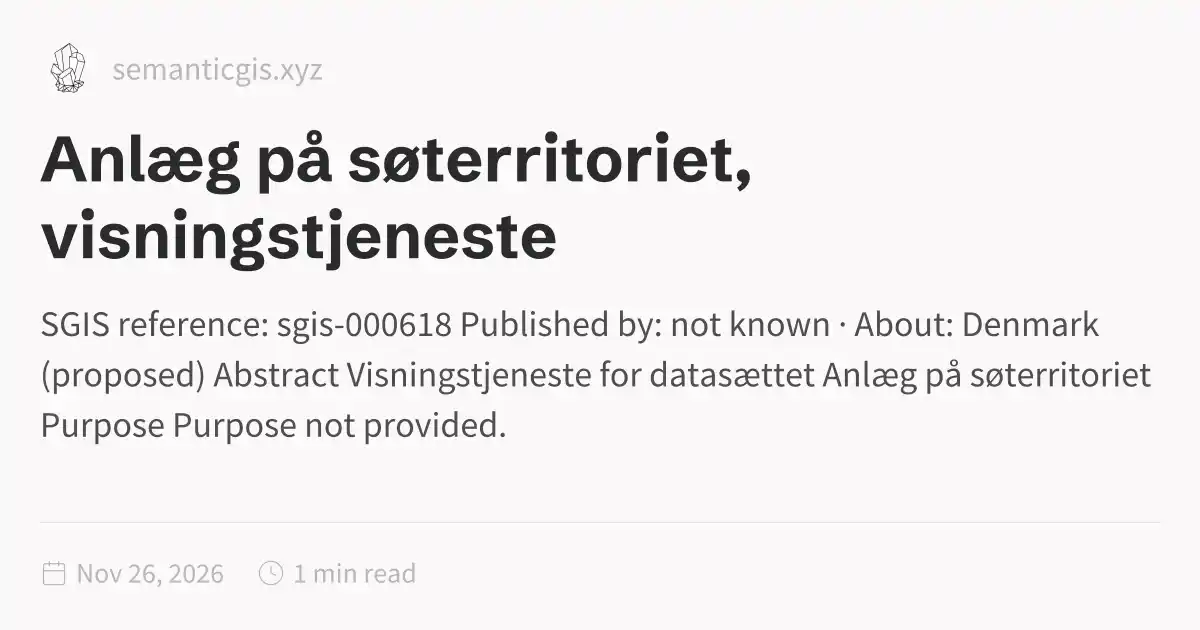 semanticgis.xyz
Anlæg på søterritoriet,
visningstjeneste
SGIS reference: sgis-000618 Published by: not known · About: Denmark
(proposed) Abstract Visningstjeneste for datasættet Anlæg på søterritoriet
Purpose Purpose not provided.
Nov 26, 2026 1 min read